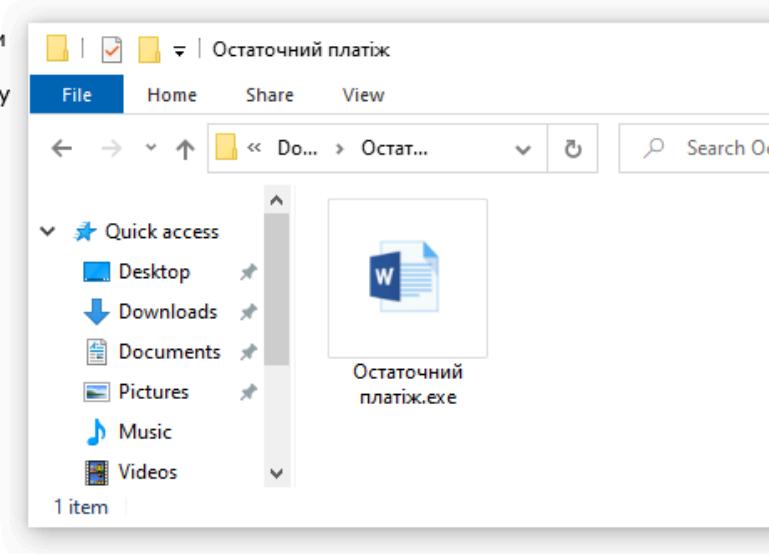 и
у
Остаточний платіж
File Home Share View
« Do... › Остат...
Search Oc
Quick access
Desktop
Downloads
Documents
Pictures
Music
Videos
W
Остаточний
платіж.exe
1 item